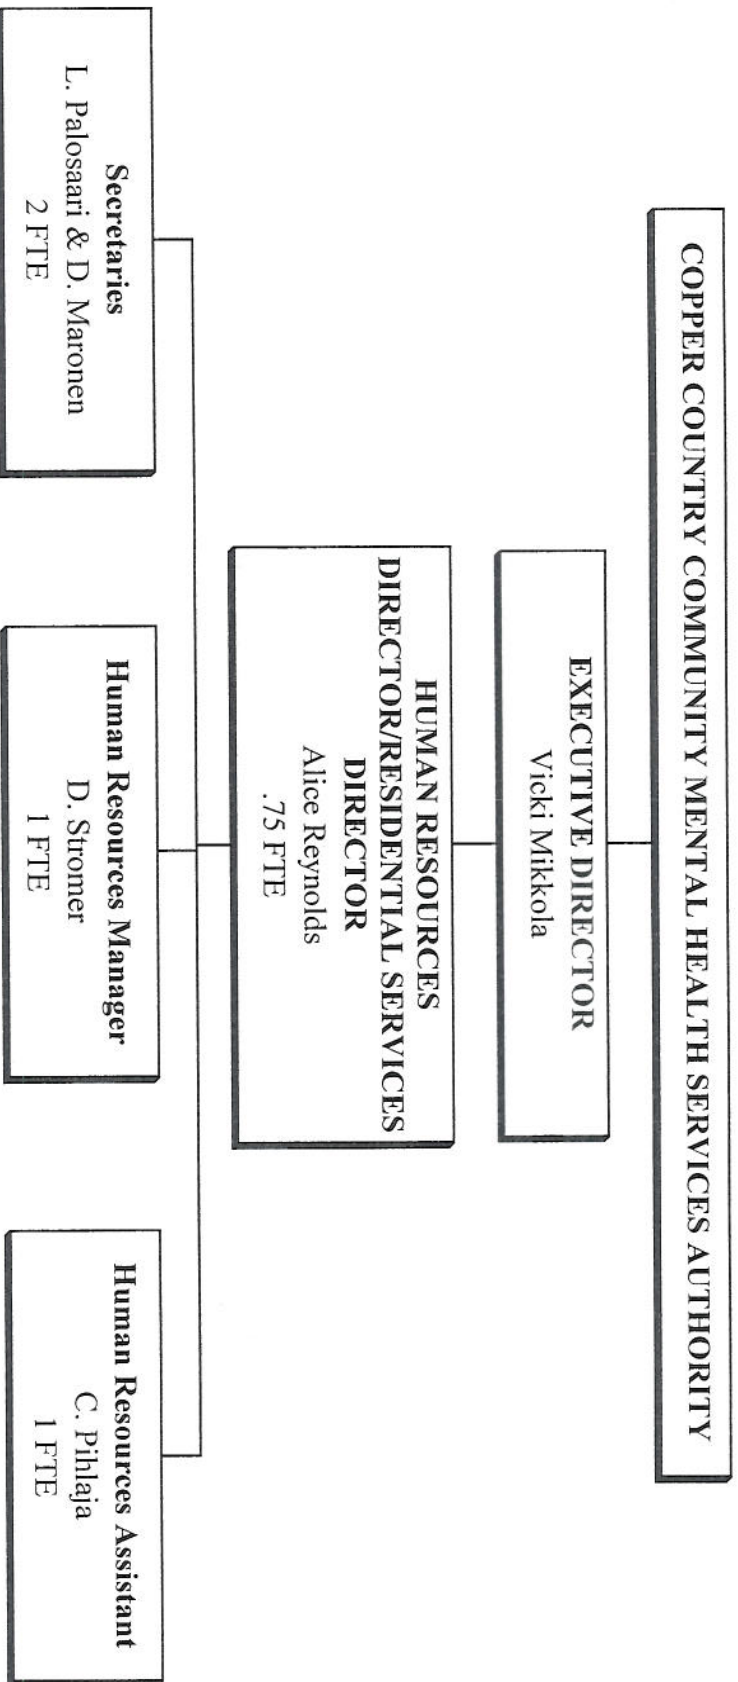 COPPER COUNTRY COMMUNITY MENTAL HEALTH SERVICES AUTHORITY
EXECUTIVE DIRECTOR
Vicki Mikkola
HUMAN RESOURCES
DIRECTOR/RESIDENTIAL SERVICES
DIRECTOR
Alice Reynolds
.75 FTE
Secretaries
L. Palosaari & D. Maronen
2 FTE
Human Resources Manager
D. Stromer
1 FTE
Human Resources Assistant
C. Pihlaja
1 FTE